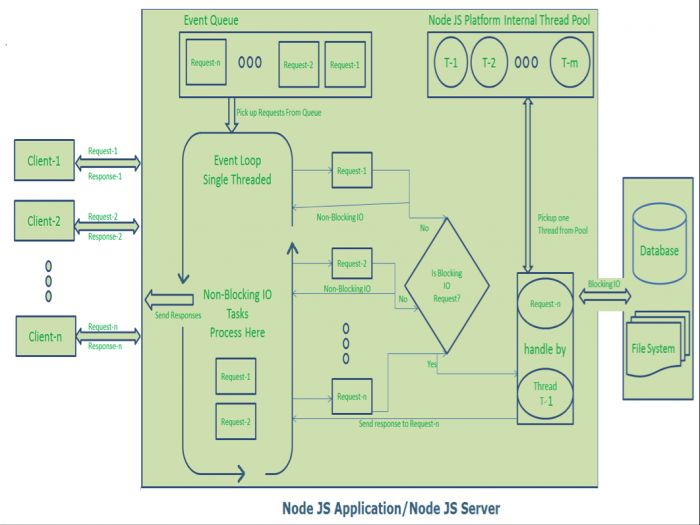 Event Queue
Node JS Platform Internal Thread Pool
Request-n
Request-2
Request-1
T-1
T-2
T-m
Pick up Requests From Queue
Client-1
Request-1
Response-1
Event Loop
Single Threaded
Request-1
Non-Blocking IO
No
Pickup one
Thread from Pool
Client-2
Request-2
Response-2
Database
Request-2
Non-Blocking IO
No
Is Blocking
IO
Request?
Blocking IO
Request-n
Non-Blocking IO
Tasks
Process Here
Send Responses
Client-n
Request-n
Response-n
handle by
File System
Yes
Request-1
Request-n
Thread
T-1
Request-2
Send response to Request-n
Node JS Application/Node JS Server